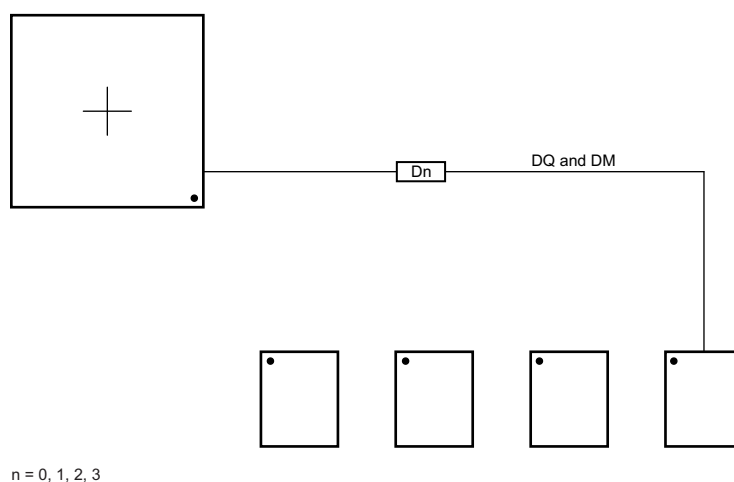 DQ and DM
Dn
n = 0, 1, 2, 3